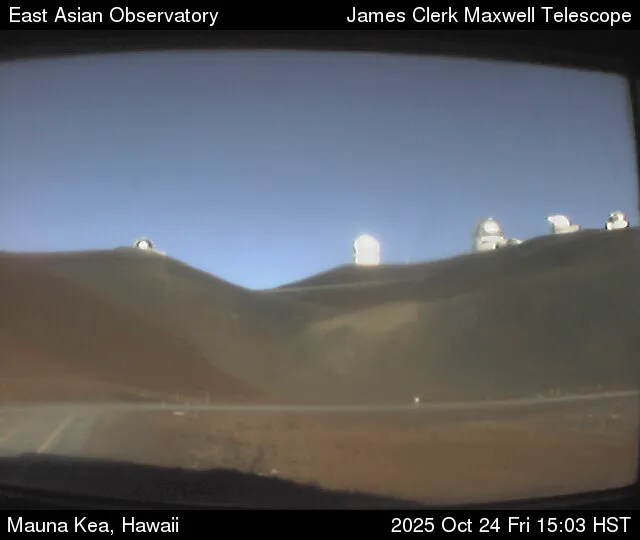 East Asian Observatory
James Clerk Maxwell Telescope
Mauna Kea, Hawaii
2025 Oct 24 Fri 15:03 HST